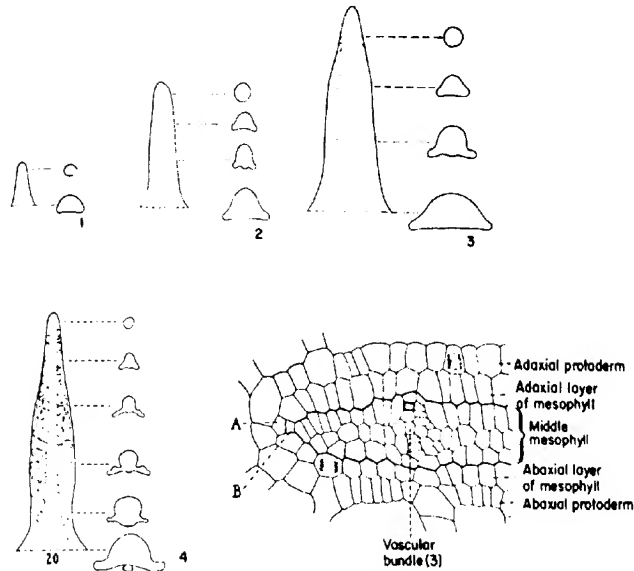 1
2
3
20
4
A
B
Adaxial protoderm
Adaxial layer
of mesophyll
Middle
mesophyll
Abaxial layer
of mesophyll
Abaxial protoderm
Vascular
bundle (3)